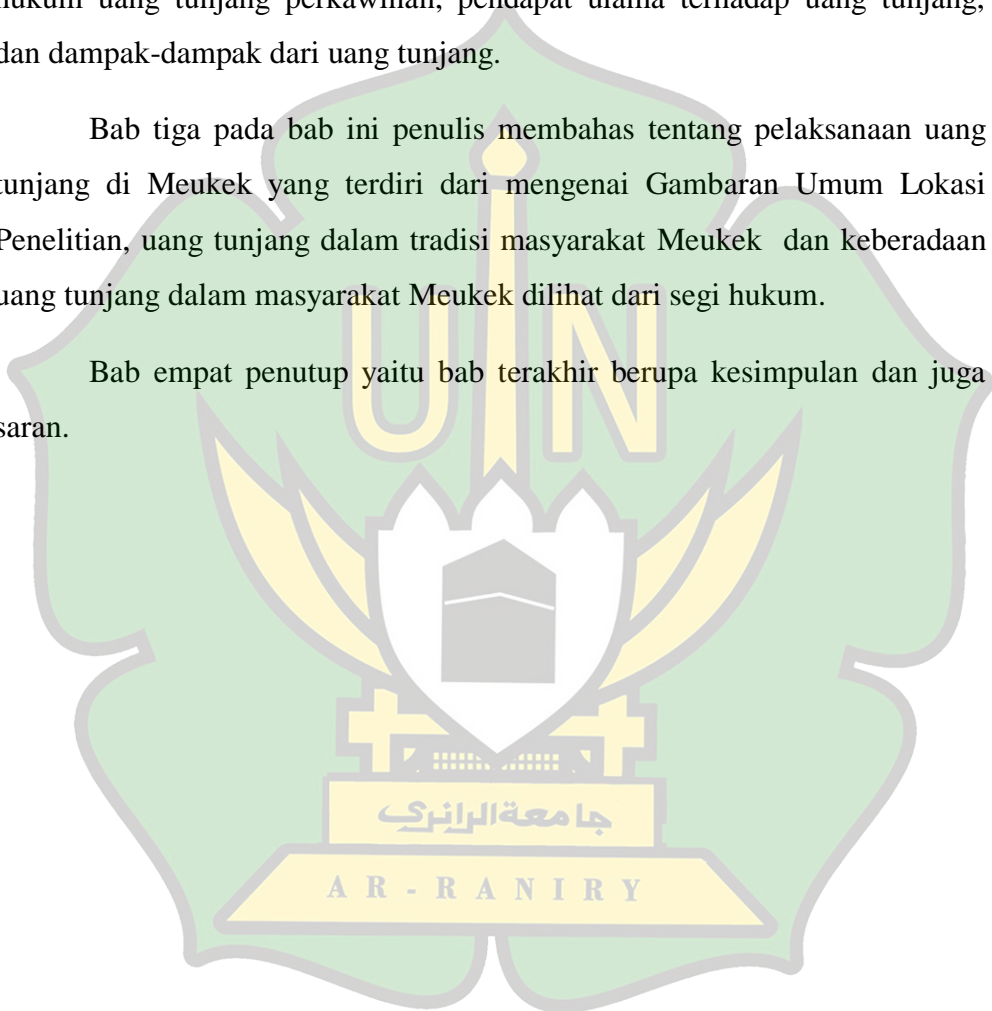 hukum uang tunjang perkawinan, pendapat ulama terhadap uang tunjang,
dan dampak-dampak dari uang tunjang.
Bab tiga pada bab ini penulis membahas tentang pelaksanaan uang
tunjang di Meukek yang terdiri dari mengenai Gambaran Umum Lokasi
Penelitian, uang tunjang dalam tradisi masyarakat Meukek dan keberadaan
uang tunjang dalam masyarakat Meukek dilihat dari segi hukum.
Bab empat penutup yaitu bab terakhir berupa kesimpulan dan juga
saran.
UIN
جامعة الرانري
AR-RANIRY